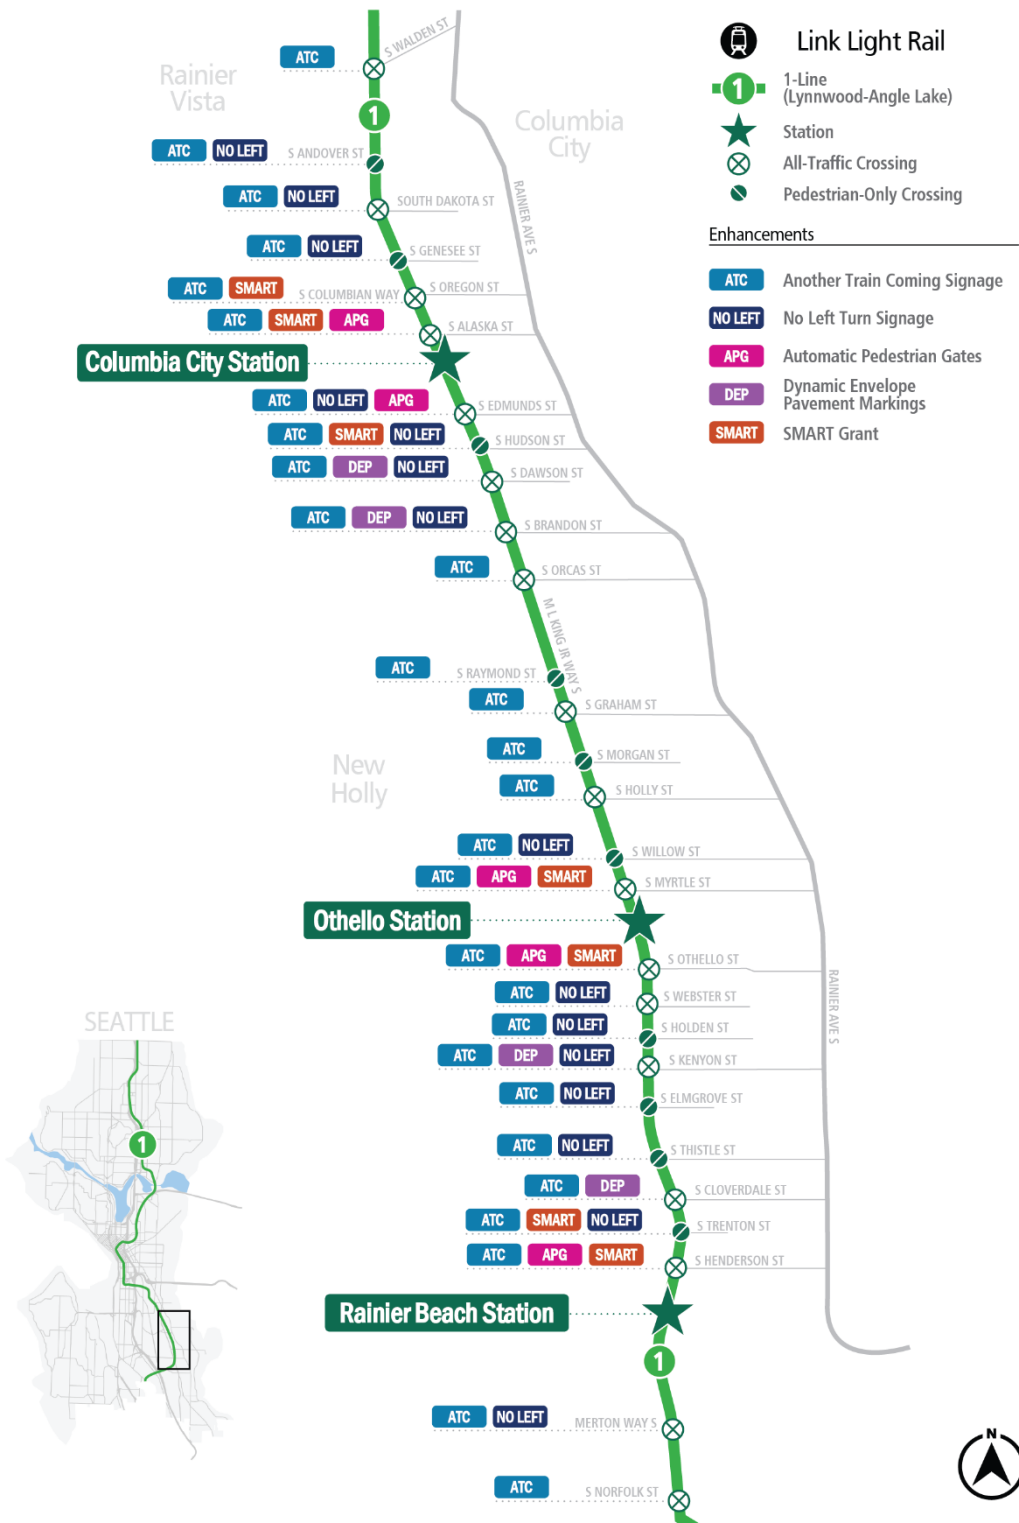 Link Light Rail
1
1-Line
(Lynnwood-Angle Lake)
Station
All-Traffic Crossing
Pedestrian-Only Crossing
Enhancements
ATC Another Train Coming Signage
NO LEFT No Left Turn Signage
APG Automatic Pedestrian Gates
DEP Dynamic Envelope
Pavement Markings
SMART SMART Grant
Rainier
Vista
Columbia
City
ATC S WALDEN ST
1
ATC NO LEFT S ANDOVER ST
ATC NO LEFT SOUTH DAKOTA ST
RAINIER AVE S
ATC NO LEFT S GENESEE ST
ATC SMART S COLUMBIAN WAY S OREGON ST
ATC SMART APG S ALASKA ST
Columbia City Station
ATC NO LEFT APG S EDMUNDS ST
ATC SMART NO LEFT S HUDSON ST
ATC DEP NO LEFT S DAWSON ST
ATC DEP NO LEFT S BRANDON ST
ATC S ORCAS ST
M L KING JR WAY S
ATC S RAYMOND ST
ATC S GRAHAM ST
New
Holly
ATC S MORGAN ST
ATC S HOLLY ST
ATC NO LEFT S WILLOW ST
ATC APG SMART S MYRTLE ST
Othello Station
ATC APG SMART S OTHELLO ST
RAINIER AVE S
ATC NO LEFT S WEBSTER ST
ATC NO LEFT S HOLDEN ST
ATC DEP NO LEFT S KENYON ST
ATC NO LEFT S ELMGROVE ST
ATC NO LEFT S THISTLE ST
ATC DEP S CLOVERDALE ST
ATC SMART NO LEFT S TRENTON ST
ATC APG SMART S HENDERSON ST
Rainier Beach Station
1
ATC NO LEFT MERTON WAY S
ATC S NORFOLK ST
SEATTLE
1
N